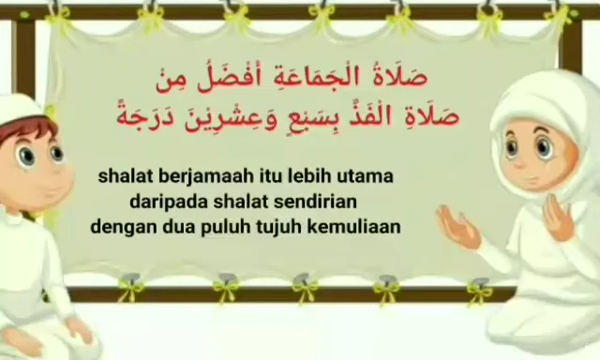 صَلَاةُ الْجَمَاعَةِ أَفْضَلُ مِنْ
صَلَاةِ الْفَذِّ بِسَبْعٍ وَعِشْرِيْنَ دَرَجَةً
shalat berjamaah itu lebih utama
daripada shalat sendirian
dengan dua puluh tujuh kemuliaan